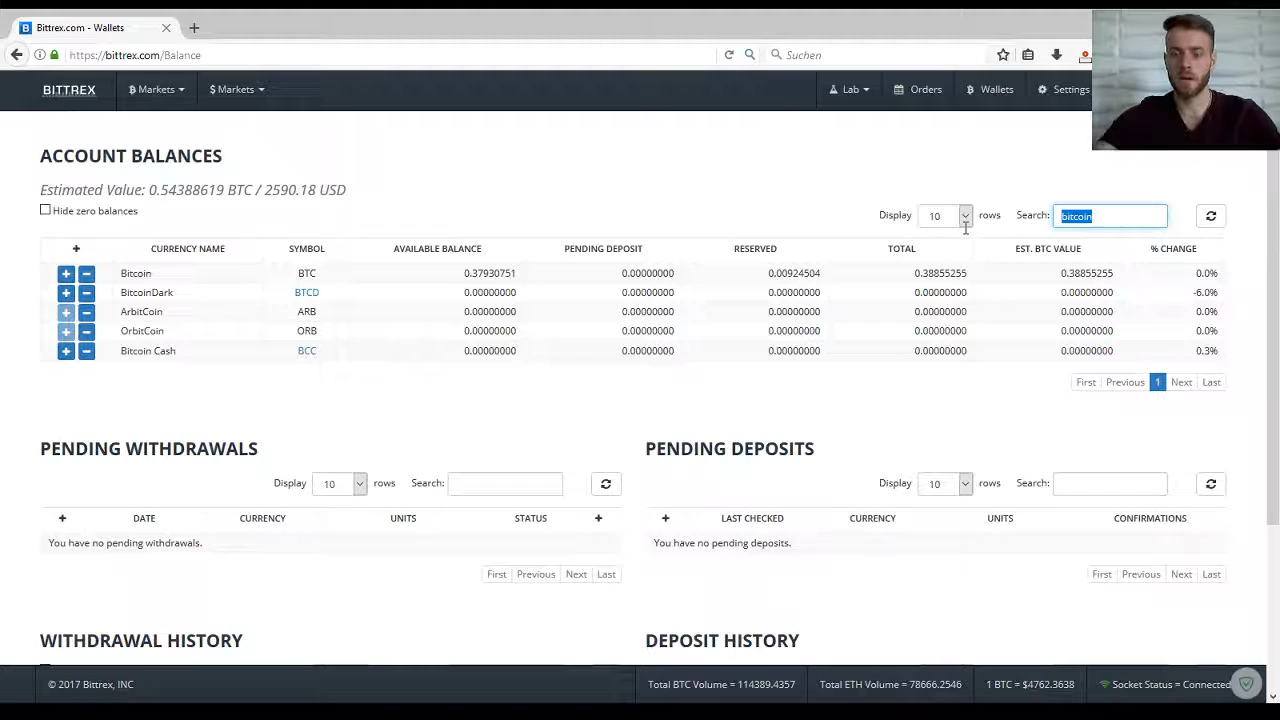 Bittrex.com - Wallets
https://bittrex.com/Balance
Suchen
BITTREX
Markets
$ Markets
Lab
Orders
Wallets
Settings
ACCOUNT BALANCES
Estimated Value: 0.54388619 BTC / 2590.18 USD
Hide zero balances
Display 10 rows Search: bitcoin
+ CURRENCY NAME SYMBOL AVAILABLE BALANCE PENDING DEPOSIT RESERVED TOTAL EST. BTC VALUE % CHANGE
Bitcoin BTC 0.37930751 0.00000000 0.00924504 0.38855255 0.38855255 0.0%
BitcoinDark BTCD 0.00000000 0.00000000 0.00000000 0.00000000 0.00000000 -6.0%
ArbitCoin ARB 0.00000000 0.00000000 0.00000000 0.00000000 0.00000000 0.0%
OrbitCoin ORB 0.00000000 0.00000000 0.00000000 0.00000000 0.00000000 0.0%
Bitcoin Cash BCC 0.00000000 0.00000000 0.00000000 0.00000000 0.00000000 0.3%
First Previous 1 Next Last
PENDING WITHDRAWALS
Display 10 rows Search:
+ DATE CURRENCY UNITS STATUS +
You have no pending withdrawals.
First Previous Next Last
PENDING DEPOSITS
Display 10 rows Search:
+ LAST CHECKED CURRENCY UNITS CONFIRMATIONS
You have no pending deposits.
First Previous Next Last
WITHDRAWAL HISTORY
DEPOSIT HISTORY
© 2017 Bittrex, INC
Total BTC Volume = 114389.4357
Total ETH Volume = 78666.2546
1 BTC = $4762.3638
Socket Status = Connected